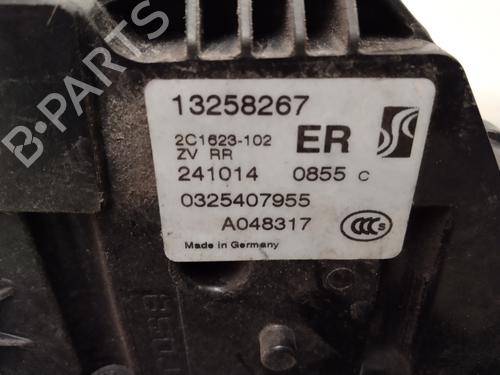 B-PARTS
13258267
2C1623-102 ER
ZV RR
241014 0855 C
0325407955
A048317
CCC S
Made in Germany